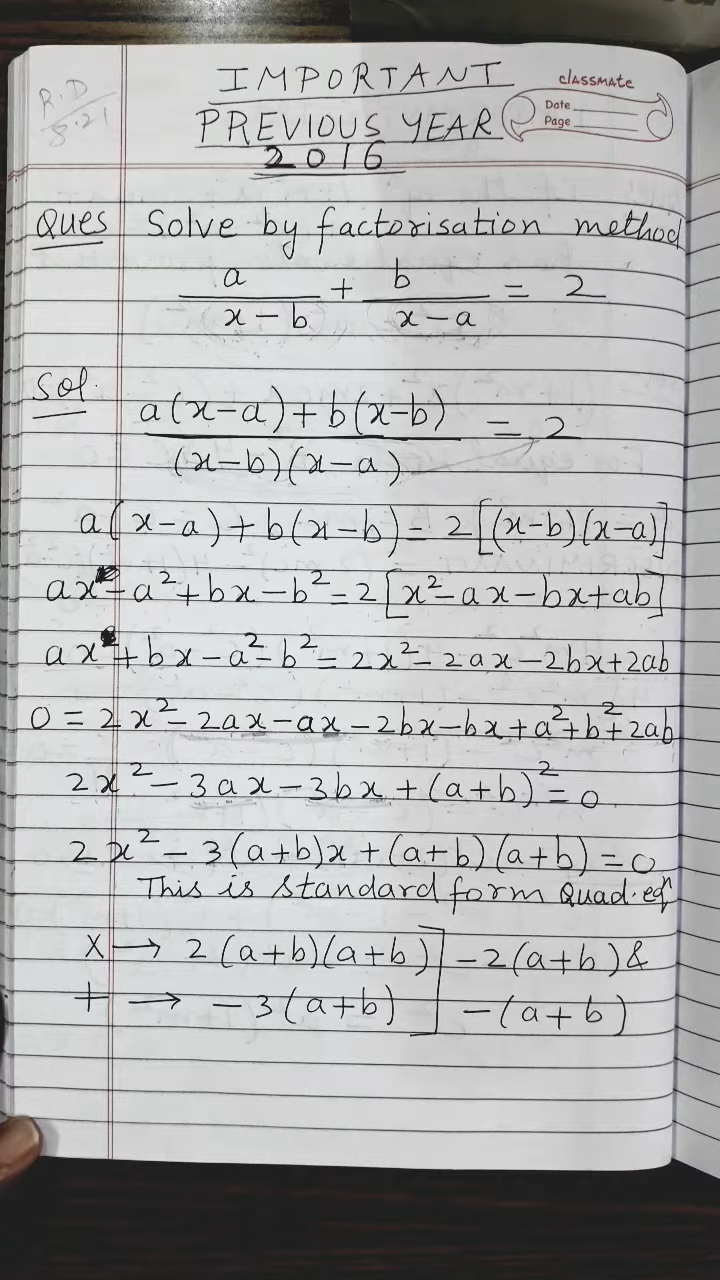 R.D
8.21
IMPORTANT
PREVIOUS YEAR
2016
classmate
Date
Page
Ques Solve by factorisation method
a/(x-b) + b/(x-a) = 2
Sol.
(a(x-a)+b(x-b))/((x-b)(x-a)) = 2
a(x-a)+b(x-b) = 2[(x-b)(x-a)]
ax-a²+bx-b²=2[x²-ax-bx+ab]
ax+bx-a²-b²=2x²-2ax-2bx+2ab
0=2x²-2ax-ax-2bx-bx+a²+b²+2ab
2x²-3ax-3bx+(a+b)²=0
2x²-3(a+b)x+(a+b)(a+b)=0
This is standard form Quad.eqⁿ
X → 2(a+b)(a+b)] -2(a+b)&
+ → -3(a+b)] -(a+b)